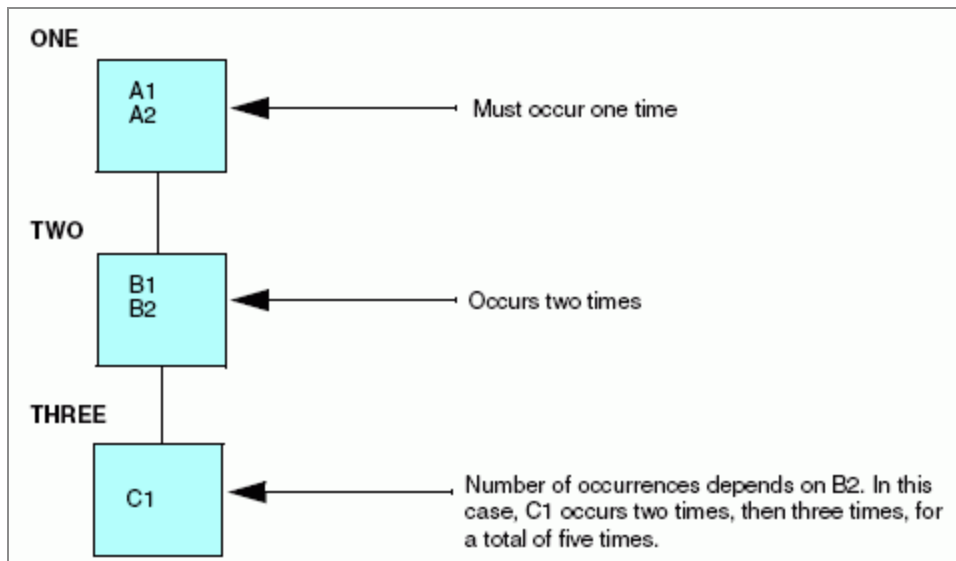 ONE
A1
A2
Must occur one time
TWO
B1
B2
Occurs two times
THREE
C1
Number of occurrences depends on B2. In this
case, C1 occurs two times, then three times, for
a total of five times.